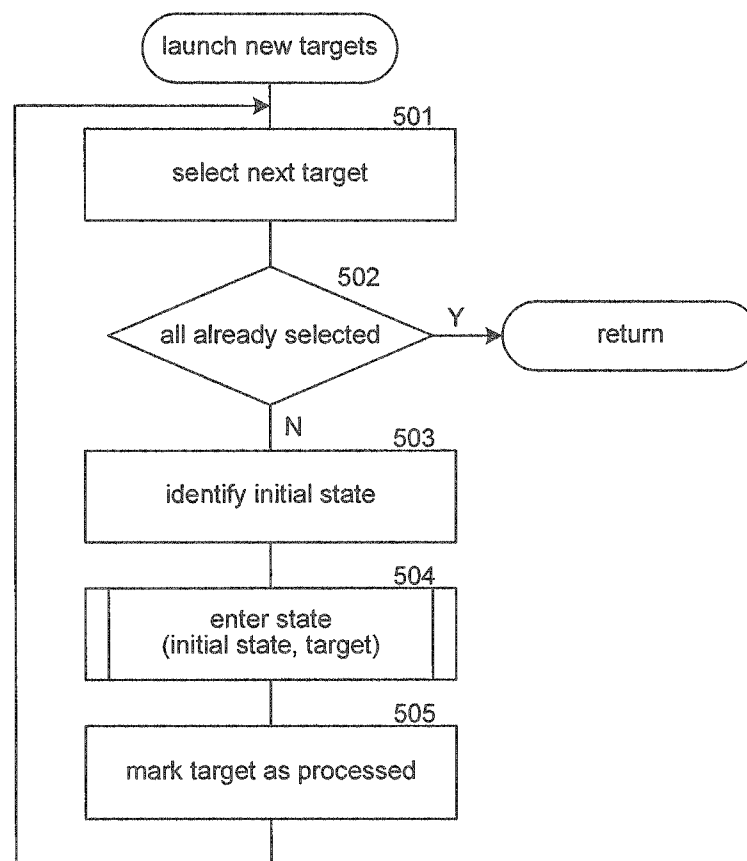 launch new targets
501
select next target
502
all already selected
Y
return
N
503
identify initial state
504
enter state
(initial state, target)
505
mark target as processed